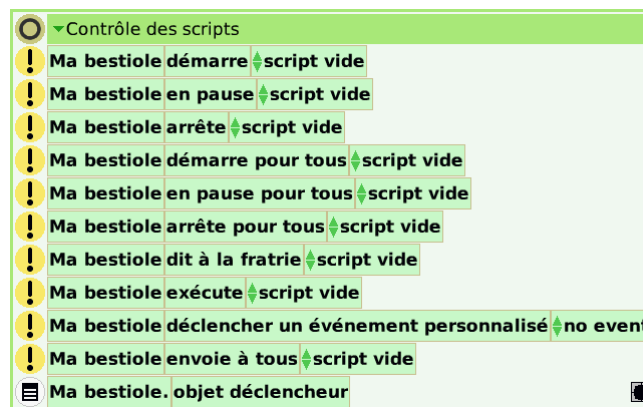 Contrôle des scripts
Ma bestiole démarre script vide
Ma bestiole en pause script vide
Ma bestiole arrête script vide
Ma bestiole démarre pour tous script vide
Ma bestiole en pause pour tous script vide
Ma bestiole arrête pour tous script vide
Ma bestiole dit à la fratrie script vide
Ma bestiole exécute script vide
Ma bestiole déclencher un événement personnalisé no event
Ma bestiole envoie à tous script vide
Ma bestiole. objet déclencheur